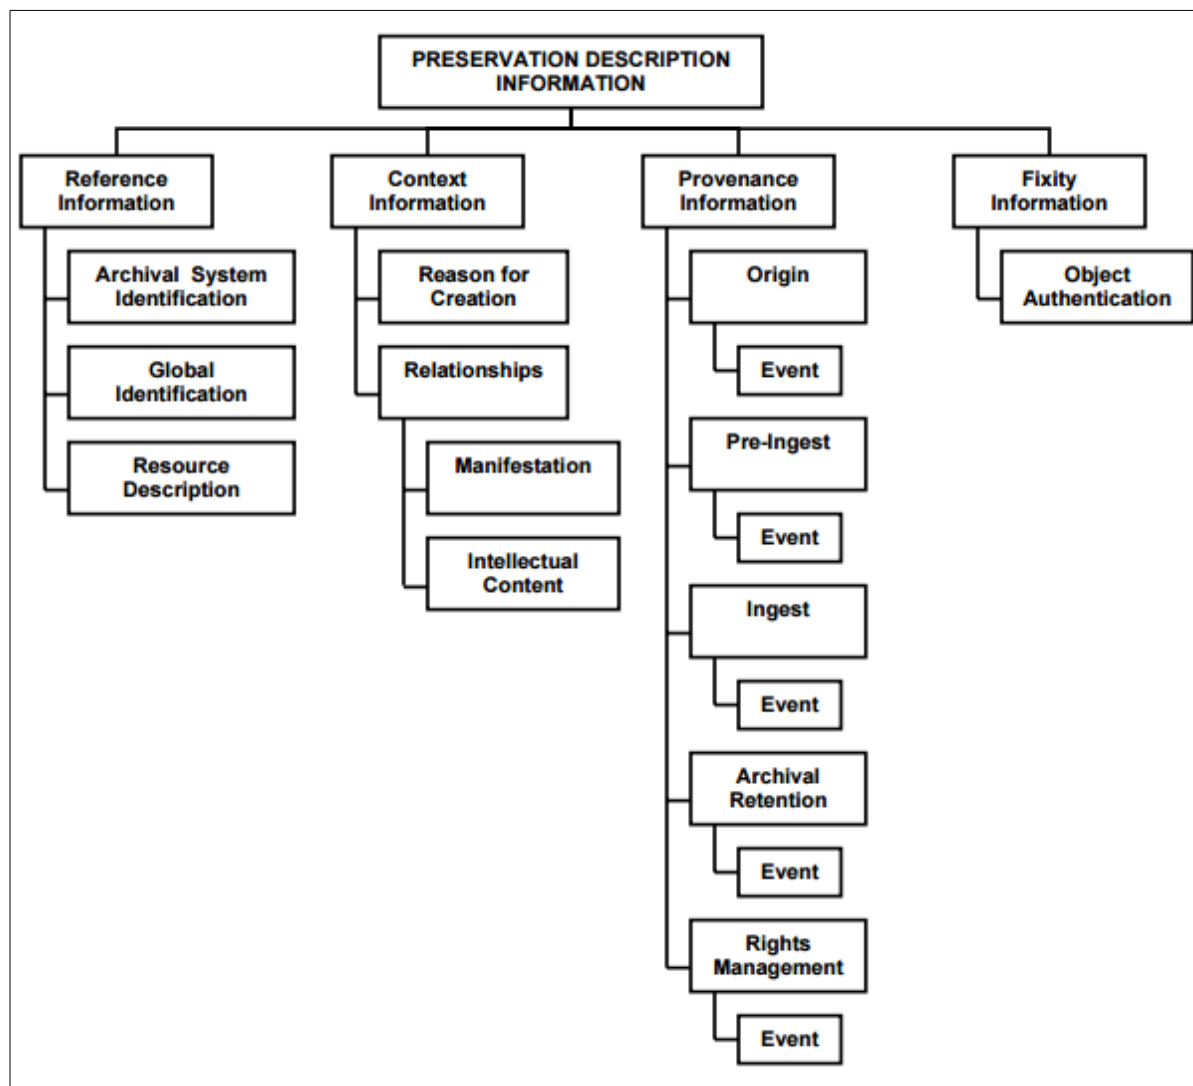 PRESERVATION DESCRIPTION
INFORMATION
Reference
Information
Archival System
Identification
Global
Identification
Resource
Description
Context
Information
Reason for
Creation
Relationships
Manifestation
Intellectual
Content
Provenance
Information
Origin
Event
Pre-Ingest
Event
Ingest
Event
Archival
Retention
Event
Rights
Management
Event
Fixity
Information
Object
Authentication